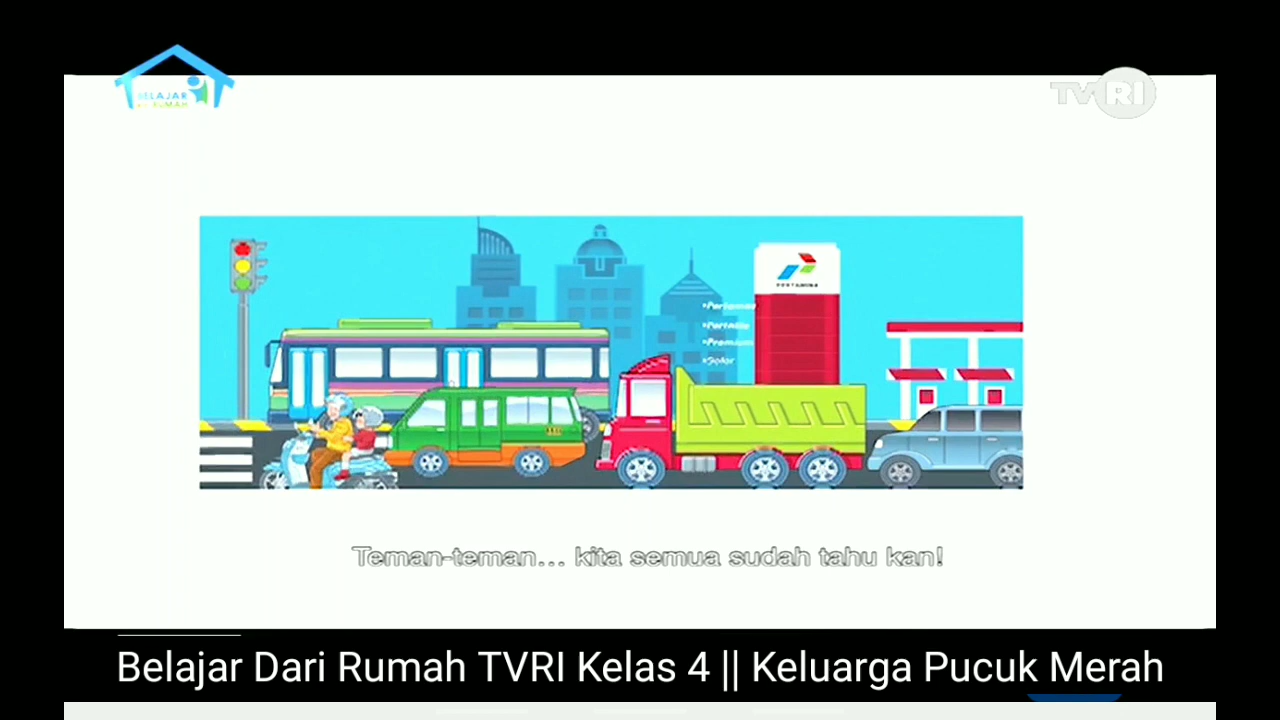 BELAJAR
RUMAH
TVRI
PERTAMINA
Pertamax
Pertalite
Premium
Solar
Teman-teman... kita semua sudah tahu kan!
Belajar Dari Rumah TVRI Kelas 4 || Keluarga Pucuk Merah